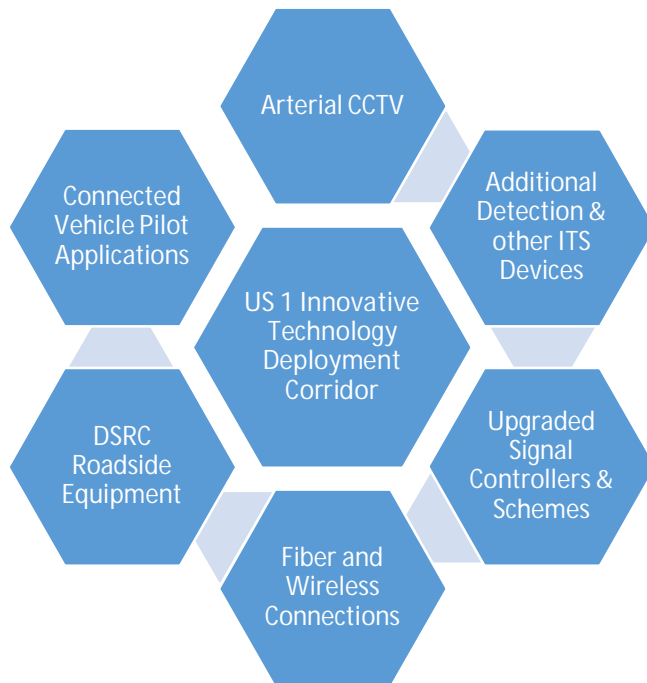 Arterial CCTV
Connected
Vehicle Pilot
Applications
Additional
Detection &
other ITS
Devices
US 1 Innovative
Technology
Deployment
Corridor
DSRC
Roadside
Equipment
Upgraded
Signal
Controllers &
Schemes
Fiber and
Wireless
Connections